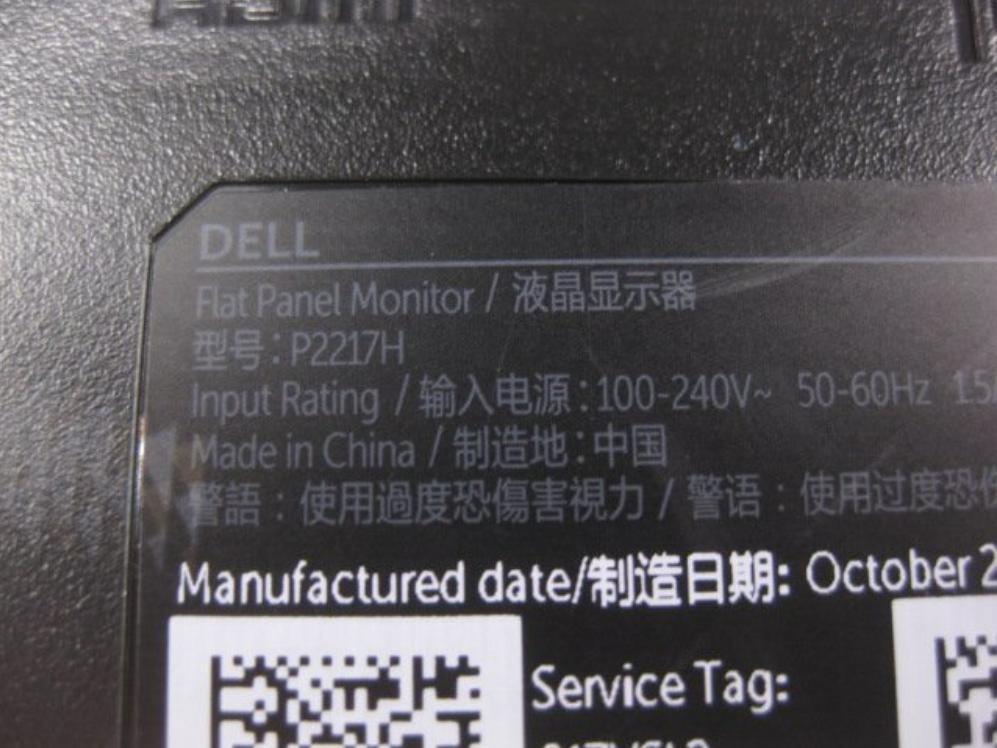 DELL
Flat Panel Monitor / 液晶显示器
型号：P2217H
Input Rating / 输入电源：100-240V~ 50-60Hz
Made in China / 制造地：中国
警語：使用過度恐傷害視力 / 警语：使用过度恐伤
Manufactured date/制造日期: October
Service Tag: